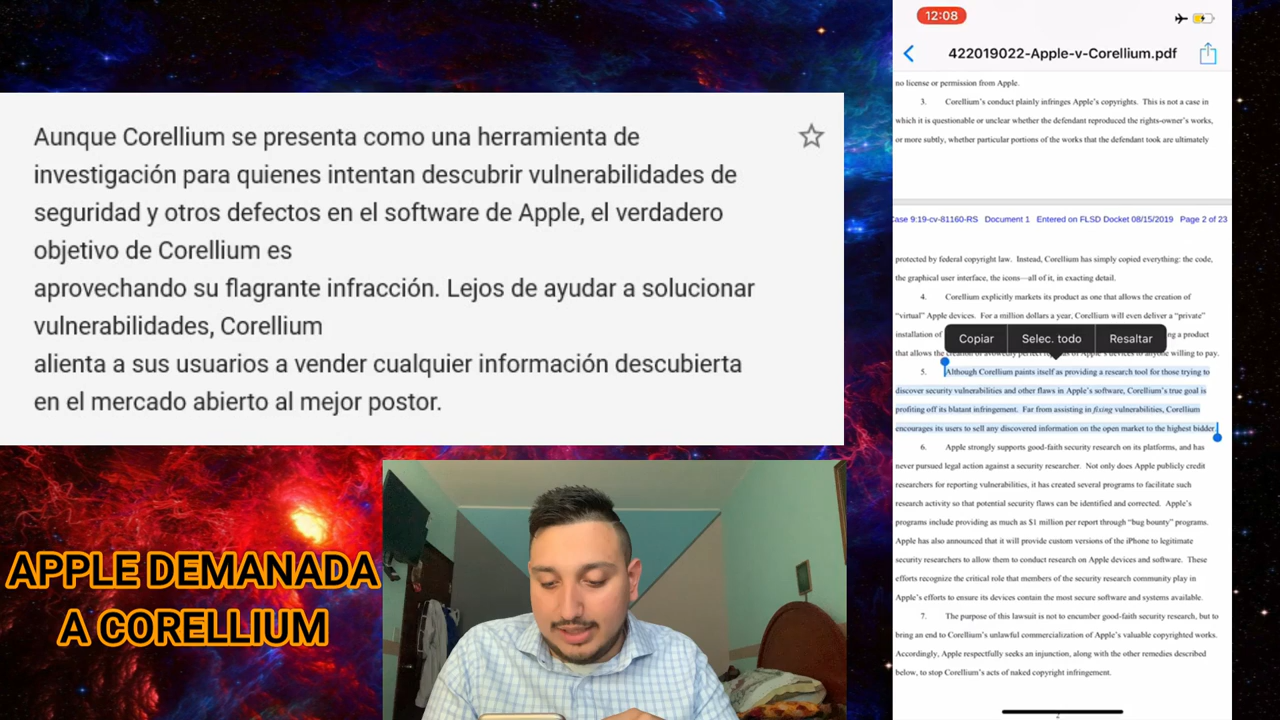 Aunque Corellium se presenta como una herramienta de
investigación para quienes intentan descubrir vulnerabilidades de
seguridad y otros defectos en el software de Apple, el verdadero
objetivo de Corellium es
aprovechando su flagrante infracción. Lejos de ayudar a solucionar
vulnerabilidades, Corellium
alienta a sus usuarios a vender cualquier información descubierta
en el mercado abierto al mejor postor.
APPLE DEMANADA
A CORELLIUM
12:08
422019022-Apple-v-Corellium.pdf
no license or permission from Apple.
3. Corellium's conduct plainly infringes Apple's copyrights. This is not a case in
which it is questionable or unclear whether the defendant reproduced the rights-owner's works,
or more subtly, whether particular portions of the works that the defendant took are ultimately
Case 9:19-cv-81160-RS Document 1 Entered on FLSD Docket 08/15/2019 Page 2 of 23
protected by federal copyright law. Instead, Corellium has simply copied everything: the code,
the graphical user interface, the icons—all of it, in exacting detail.
4. Corellium explicitly markets its product as one that allows the creation of
"virtual" Apple devices. For a million dollars a year, Corellium will even deliver a "private"
installation of
Copiar Selec. todo Resaltar
ng a product
that allows the creation of avowedly perfect replicas of Apple's devices to anyone willing to pay.
5. Although Corellium paints itself as providing a research tool for those trying to
discover security vulnerabilities and other flaws in Apple's software, Corellium's true goal is
profiting off its blatant infringement. Far from assisting in fixing vulnerabilities, Corellium
encourages its users to sell any discovered information on the open market to the highest bidder.
6. Apple strongly supports good-faith security research on its platforms, and has
never pursued legal action against a security researcher. Not only does Apple publicly credit
researchers for reporting vulnerabilities, it has created several programs to facilitate such
research activity so that potential security flaws can be identified and corrected. Apple's
programs include providing as much as $1 million per report through "bug bounty" programs.
Apple has also announced that it will provide custom versions of the iPhone to legitimate
security researchers to allow them to conduct research on Apple devices and software. These
efforts recognize the critical role that members of the security research community play in
Apple's efforts to ensure its devices contain the most secure software and systems available.
7. The purpose of this lawsuit is not to encumber good-faith security research, but to
bring an end to Corellium's unlawful commercialization of Apple's valuable copyrighted works.
Accordingly, Apple respectfully seeks an injunction, along with the other remedies described
below, to stop Corellium's acts of naked copyright infringement.